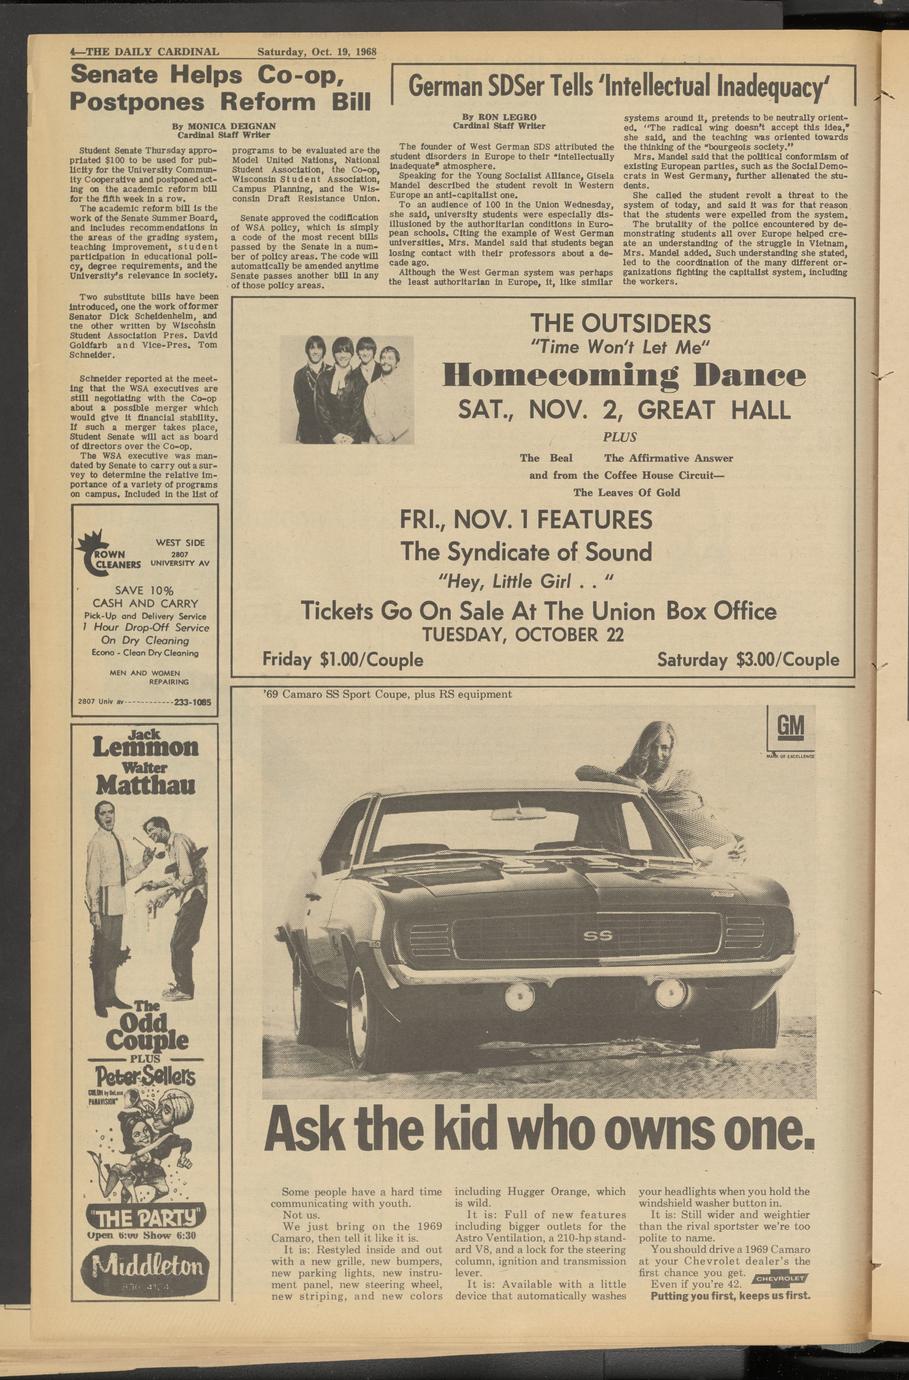 4—THE DAILY CARDINAL Saturday, Oct. 19, 1968
Senate Helps Co-op,
Postpones Reform Bill
By MONICA DEIGNAN
Cardinal Staff Writer
Student Senate Thursday appro-
priated $100 to be used for pub-
licity for the University Commun-
ity Cooperative and postponed act-
ing on the academic reform bill
for the fifth week in a row.
The academic reform bill is the
work of the Senate Summer Board,
and includes recommendations in
the areas of the grading system,
teaching improvement, student
participation in educational poli-
cy, degree requirements, and the
University's relevance in society.
Two substitute bills have been
introduced, one the work of former
Senator Dick Scheidenhelm, and
the other written by Wisconsin
Student Association Pres. David
Goldfarb and Vice-Pres. Tom
Schneider.
Schneider reported at the meet-
ing that the WSA executives are
still negotiating with the Co-op
about a possible merger which
would give it financial stability.
If such a merger takes place,
Student Senate will act as board
of directors over the Co-op.
The WSA executive was man-
dated by Senate to carry out a sur-
vey to determine the relative im-
portance of a variety of programs
on campus. Included in the list of
programs to be evaluated are the
Model United Nations, National
Student Association, the Co-op,
Wisconsin Student Association,
Campus Planning, and the Wis-
consin Draft Resistance Union.
Senate approved the codification
of WSA policy, which is simply
a code of the most recent bills
passed by the Senate in a num-
ber of policy areas. The code will
automatically be amended anytime
Senate passes another bill in any
of those policy areas.
German SDSer Tells 'Intellectual Inadequacy'
By RON LEGRO
Cardinal Staff Writer
The founder of West German SDS attributed the
student disorders in Europe to their "intellectually
inadequate" atmosphere.
Speaking for the Young Socialist Alliance, Gisela
Mandel described the student revolt in Western
Europe an anti-capitalist one.
To an audience of 100 in the Union Wednesday,
she said, university students were especially dis-
illusioned by the authoritarian conditions in Euro-
pean schools. Citing the example of West German
universities, Mrs. Mandel said that students began
losing contact with their professors about a de-
cade ago.
Although the West German system was perhaps
the least authoritarian in Europe, it, like similar
systems around it, pretends to be neutrally orient-
ed. "The radical wing doesn't accept this idea,"
she said, and the teaching was oriented towards
the thinking of the "bourgeois society."
Mrs. Mandel said that the political conformism of
existing European parties, such as the Social Demo-
crats in West Germany, further alienated the stu-
dents.
She called the student revolt a threat to the
system of today, and said it was for that reason
that the students were expelled from the system.
The brutality of the police encountered by de-
monstrating students all over Europe helped cre-
ate an understanding of the struggle in Vietnam,
Mrs. Mandel added. Such understanding she stated,
led to the coordination of the many different or-
ganizations fighting the capitalist system, including
the workers.
THE OUTSIDERS
"Time Won't Let Me"
Homecoming Dance
SAT., NOV. 2, GREAT HALL
PLUS
The Beal The Affirmative Answer
and from the Coffee House Circuit—
The Leaves Of Gold
FRI., NOV. 1 FEATURES
The Syndicate of Sound
"Hey, Little Girl . . "
Tickets Go On Sale At The Union Box Office
TUESDAY, OCTOBER 22
Friday $1.00/Couple Saturday $3.00/Couple
CROWN
CLEANERS
WEST SIDE
2807
UNIVERSITY AV
SAVE 10%
CASH AND CARRY
Pick-Up and Delivery Service
1 Hour Drop-Off Service
On Dry Cleaning
Econo - Clean Dry Cleaning
MEN AND WOMEN
REPAIRING
2807 Univ av------------233-1085
Jack
Lemmon
Walter
Matthau
The
Odd
Couple
PLUS
Peter Sellers
COLOR by DeLuxe
PANAVISION
"THE PARTY"
Open 6:00 Show 6:30
Middleton
'69 Camaro SS Sport Coupe, plus RS equipment
GM
MARK OF EXCELLENCE
SS
Ask the kid who owns one.
Some people have a hard time
communicating with youth.
Not us.
We just bring on the 1969
Camaro, then tell it like it is.
It is: Restyled inside and out
with a new grille, new bumpers,
new parking lights, new instru-
ment panel, new steering wheel,
new striping, and new colors
including Hugger Orange, which
is wild.
It is: Full of new features
including bigger outlets for the
Astro Ventilation, a 210-hp stand-
ard V8, and a lock for the steering
column, ignition and transmission
lever.
It is: Available with a little
device that automatically washes
your headlights when you hold the
windshield washer button in.
It is: Still wider and weightier
than the rival sportster we're too
polite to name.
You should drive a 1969 Camaro
at your Chevrolet dealer's the
first chance you get.
Even if you're 42.
CHEVROLET
Putting you first, keeps us first.